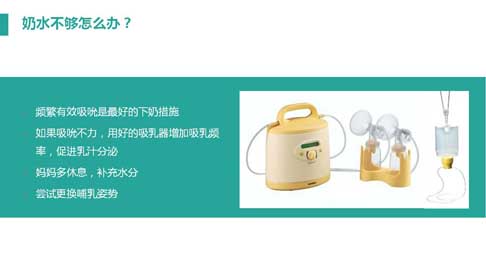 奶水不够怎么办？
频繁有效吸吮是最好的下奶措施
如果吸吮不力，用好的吸乳器增加吸乳频
率，促进乳汁分泌
妈妈多休息，补充水分
尝试更换哺乳姿势